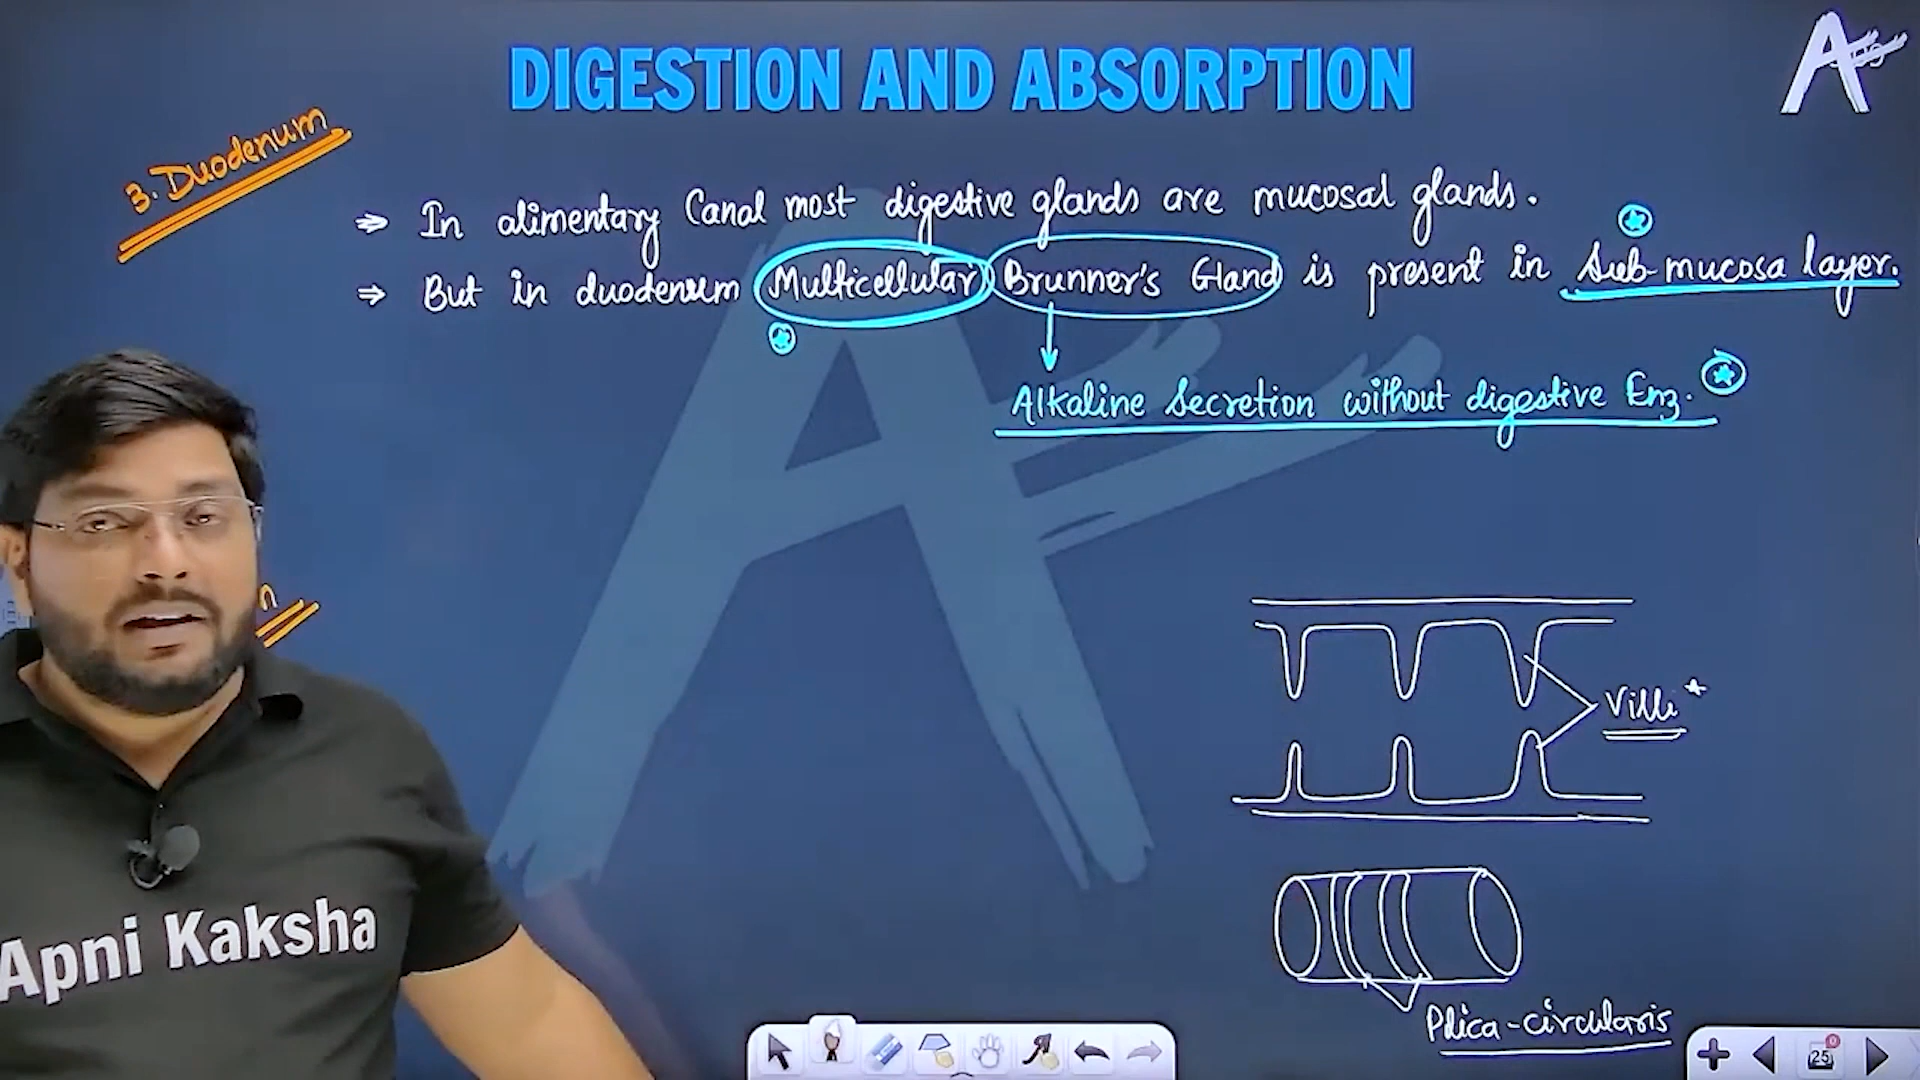 DIGESTION AND ABSORPTION
3. Duodenum
⇒ In alimentary Canal most digestive glands are mucosal glands.
⇒ But in duodenum Multicellular Brunner's Gland is present in Sub-mucosa layer.
Alkaline Secretion without digestive Enz.
Villi *
Plica-circularis
Apni Kaksha
25